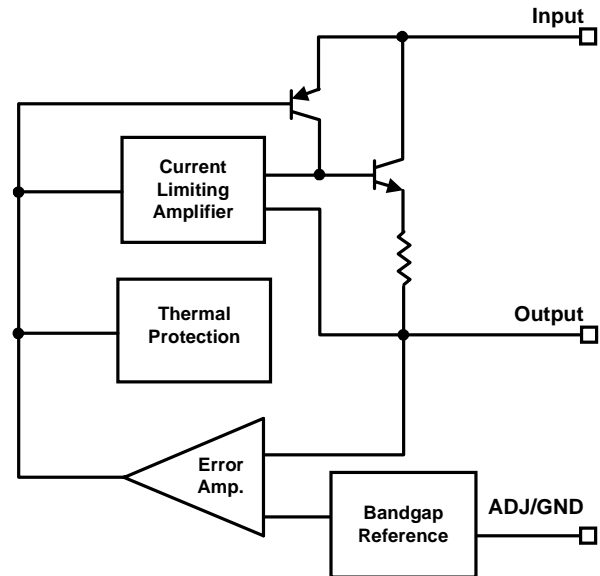 Input
Current
Limiting
Amplifier
Thermal
Protection
Output
Error
Amp.
Bandgap
Reference
ADJ/GND